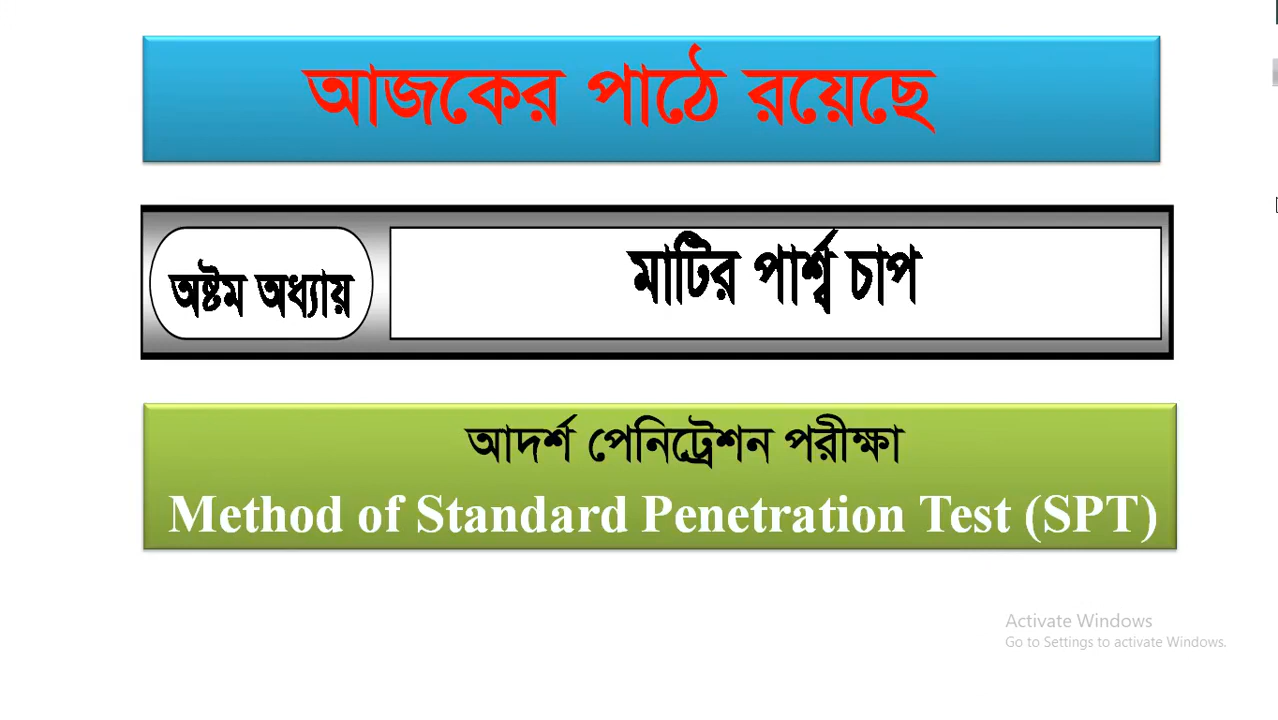 আজকের পাঠে রয়েছে
অষ্টম অধ্যায়
মাটির পার্শ্ব চাপ
আদর্শ পেনিট্রেশন পরীক্ষা
Method of Standard Penetration Test (SPT)
Activate Windows
Go to Settings to activate Windows.